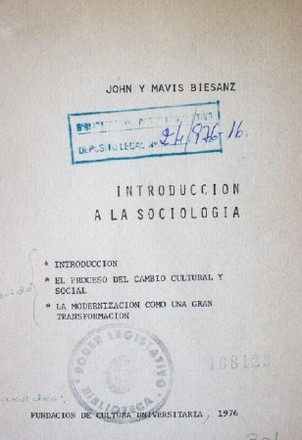 JOHN Y MAVIS BIESANZ
DEPOSITO LEGAL Nº 24/976-16.
INTRODUCCION
A LA SOCIOLOGIA
* INTRODUCCION
* EL PROCESO DEL CAMBIO CULTURAL Y
SOCIAL
* LA MODERNIZACION COMO UNA GRAN
TRANSFORMACION
PODER LEGISLATIVO
BIBLIOTECA
FUNDACION DE CULTURA UNIVERSITARIA, 1976